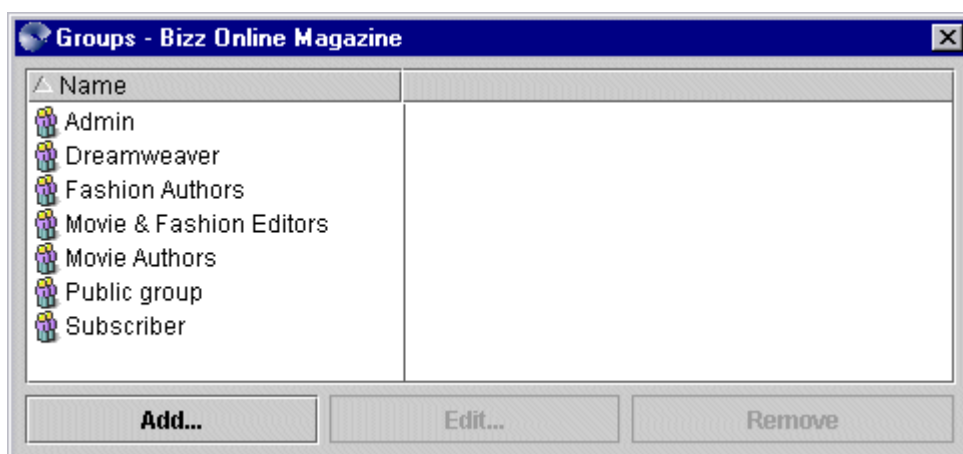 Groups - Bizz Online Magazine
Name
Admin
Dreamweaver
Fashion Authors
Movie & Fashion Editors
Movie Authors
Public group
Subscriber
Add... Edit... Remove